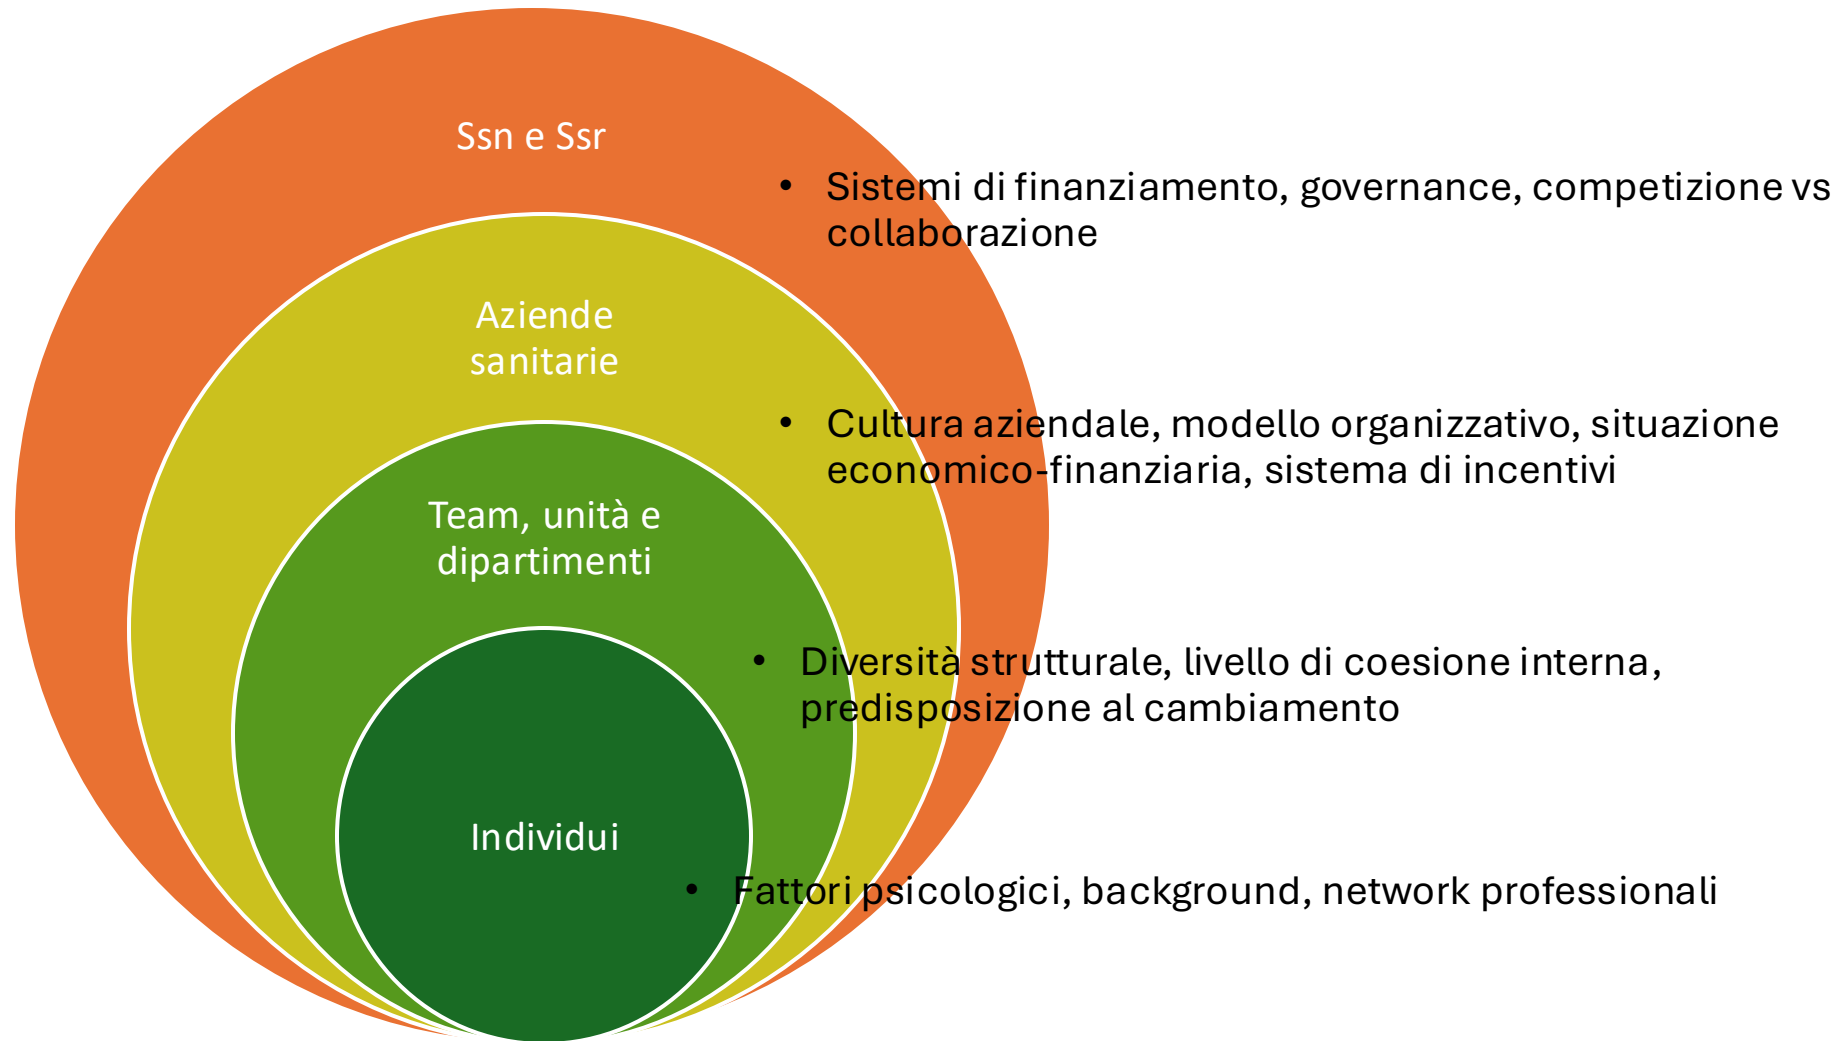 Ssn e Ssr
• Sistemi di finanziamento, governance, competizione vs
collaborazione
Aziende
sanitarie
• Cultura aziendale, modello organizzativo, situazione
economico-finanziaria, sistema di incentivi
Team, unità e
dipartimenti
• Diversità strutturale, livello di coesione interna,
predisposizione al cambiamento
Individui
• Fattori psicologici, background, network professionali